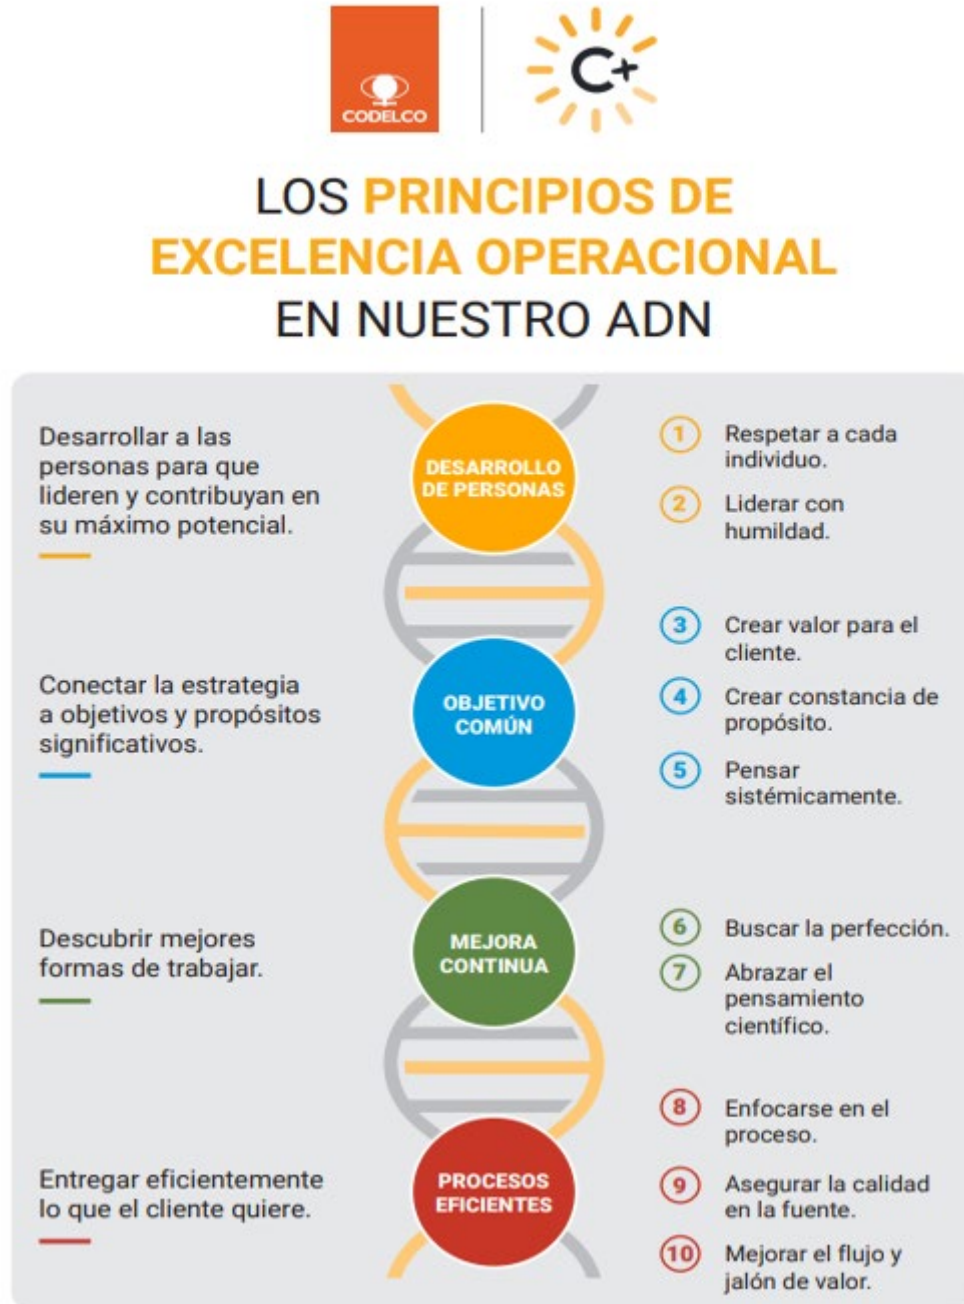 CODELCO
C+
LOS PRINCIPIOS DE
EXCELENCIA OPERACIONAL
EN NUESTRO ADN
Desarrollar a las
personas para que
lideren y contribuyan en
su máximo potencial.
DESARROLLO
DE PERSONAS
1 Respetar a cada
individuo.
2 Liderar con
humildad.
Conectar la estrategia
a objetivos y propósitos
significativos.
OBJETIVO
COMÚN
3 Crear valor para el
cliente.
4 Crear constancia de
propósito.
5 Pensar
sistémicamente.
Descubrir mejores
formas de trabajar.
MEJORA
CONTINUA
6 Buscar la perfección.
7 Abrazar el
pensamiento
científico.
Entregar eficientemente
lo que el cliente quiere.
PROCESOS
EFICIENTES
8 Enfocarse en el
proceso.
9 Asegurar la calidad
en la fuente.
10 Mejorar el flujo y
jalón de valor.